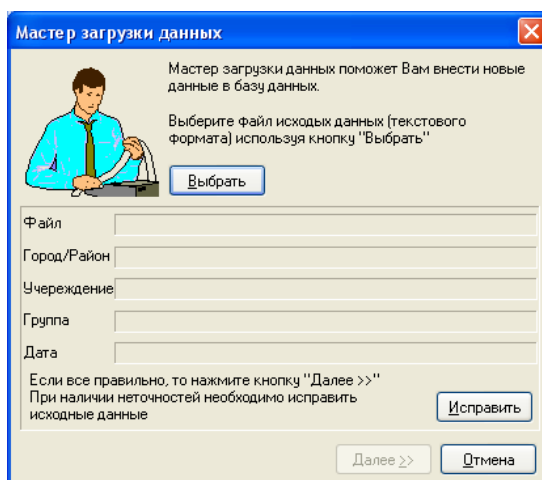 Мастер загрузки данных
Мастер загрузки данных поможет Вам внести новые
данные в базу данных.
Выберите файл исходых данных (текстового
формата) используя кнопку "Выбрать"
Выбрать
Файл
Город/Район
Учереждение
Группа
Дата
Если все правильно, то нажмите кнопку "Далее >>"
При наличии неточностей необходимо исправить
исходные данные
Исправить
Далее >>
Отмена